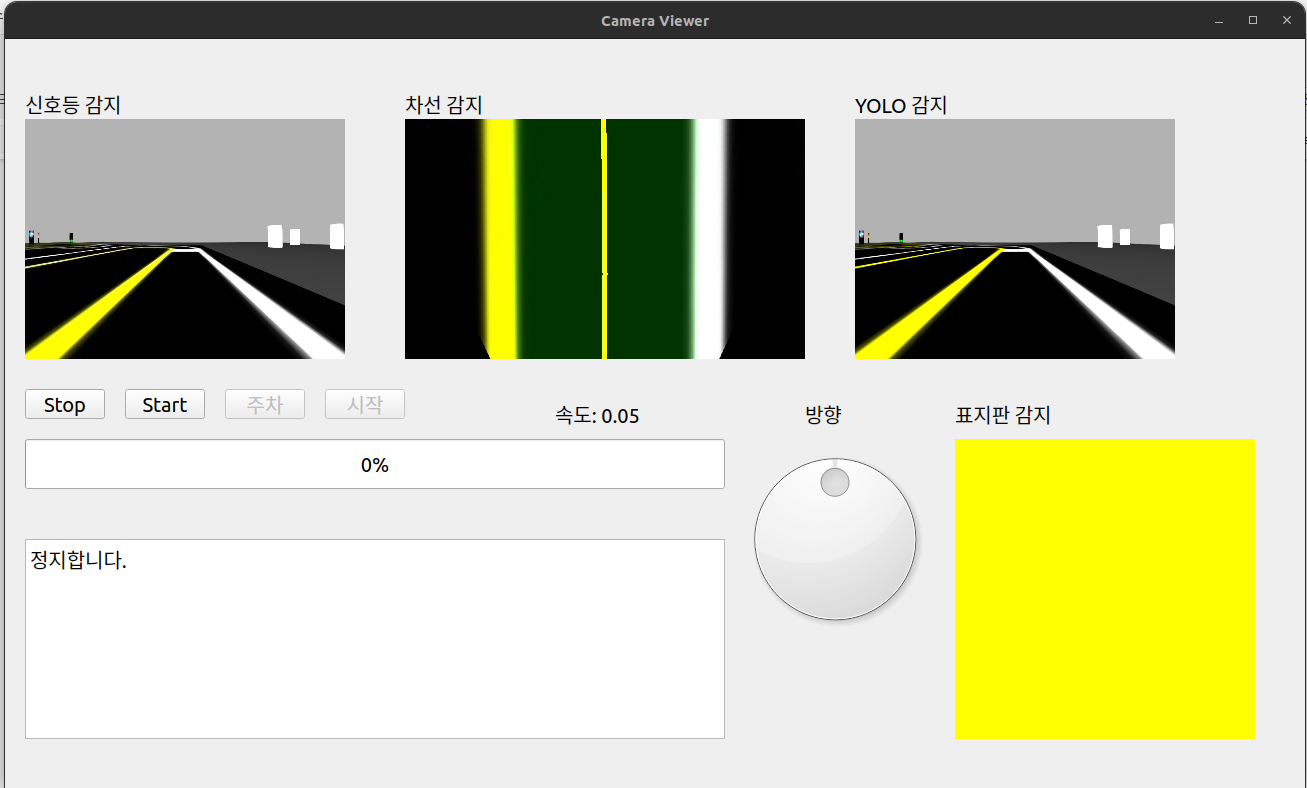 Camera Viewer
신호등 감지
차선 감지
YOLO 감지
Stop
Start
주차
시작
속도: 0.05
방향
표지판 감지
0%
정지합니다.